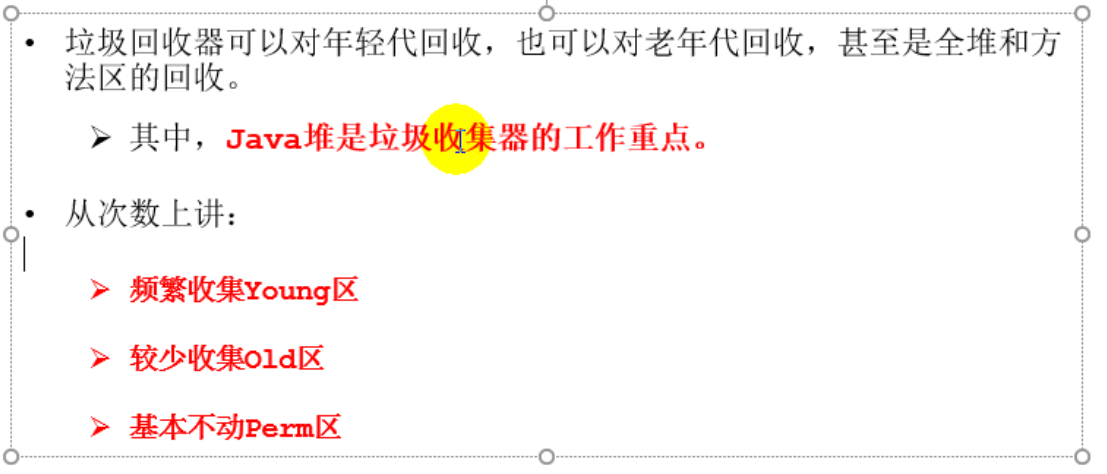 • 垃圾回收器可以对年轻代回收，也可以对老年代回收，甚至是全堆和方
法区的回收。
➢ 其中，Java堆是垃圾收集器的工作重点。
• 从次数上讲：
➢ 频繁收集Young区
➢ 较少收集Old区
➢ 基本不动Perm区